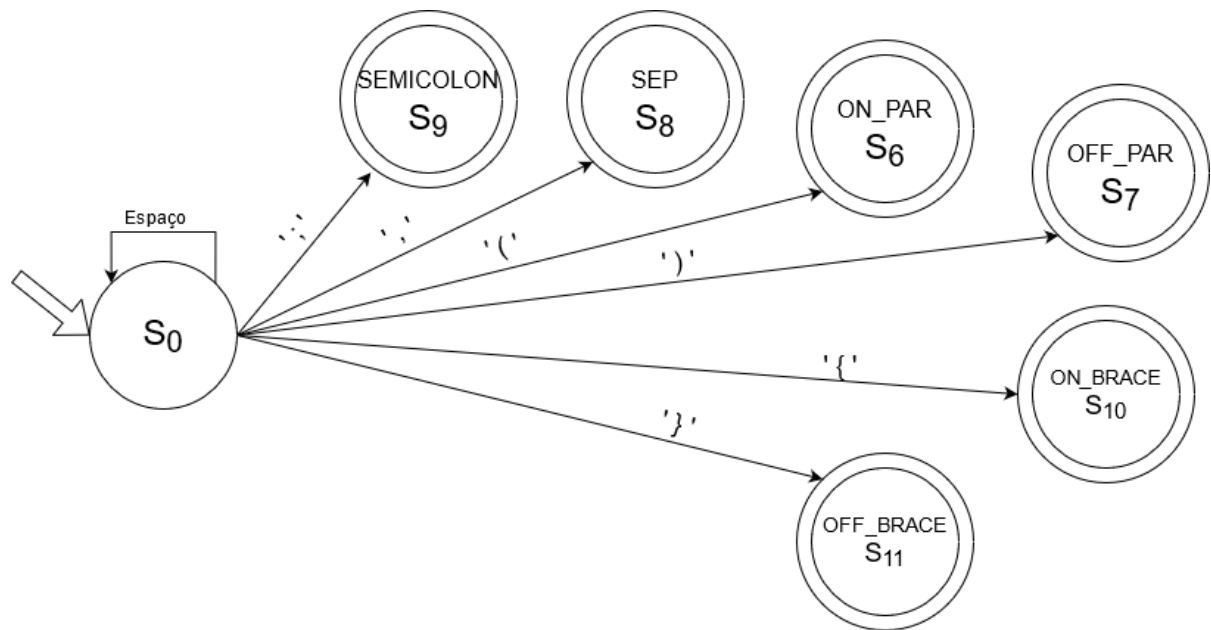 SEMICOLON
S9
SEP
S8
ON_PAR
S6
OFF_PAR
S7
Espaço
';'
','
'('
')'
S0
'{'
ON_BRACE
S10
'}'
OFF_BRACE
S11